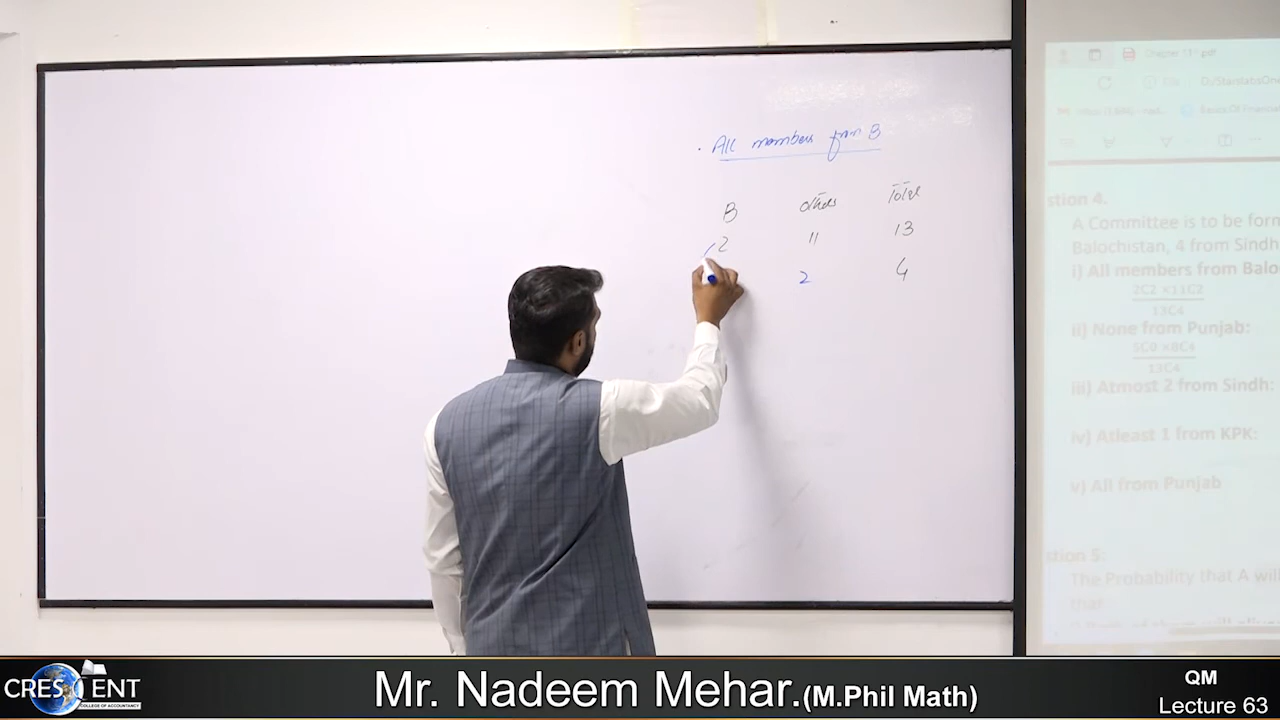 All members from B
B others Total
2 11 13
2 4
stion 4.
A Committee is to be form
Balochistan, 4 from Sindh
i) All members from Balo
2C2 ×11C2
13C4
ii) None from Punjab:
5C0 ×8C4
13C4
iii) Atmost 2 from Sindh:
iv) Atleast 1 from KPK:
v) All from Punjab
stion 5:
The Probability that A will
that
CRESCENT
COLLEGE OF ACCOUNTANCY
Mr. Nadeem Mehar.(M.Phil Math)
QM
Lecture 63